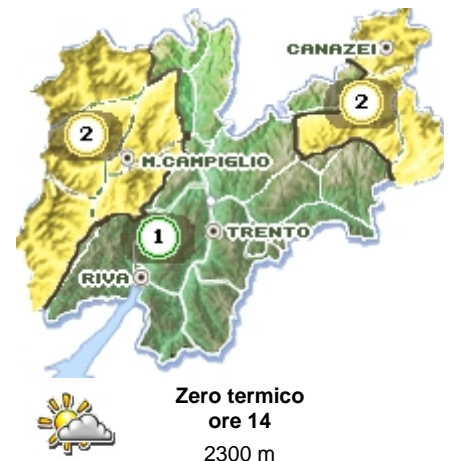 CANAZEI
2
2
M.CAMPIGLIO
1
TRENTO
RIVA
Zero termico
ore 14
2300 m